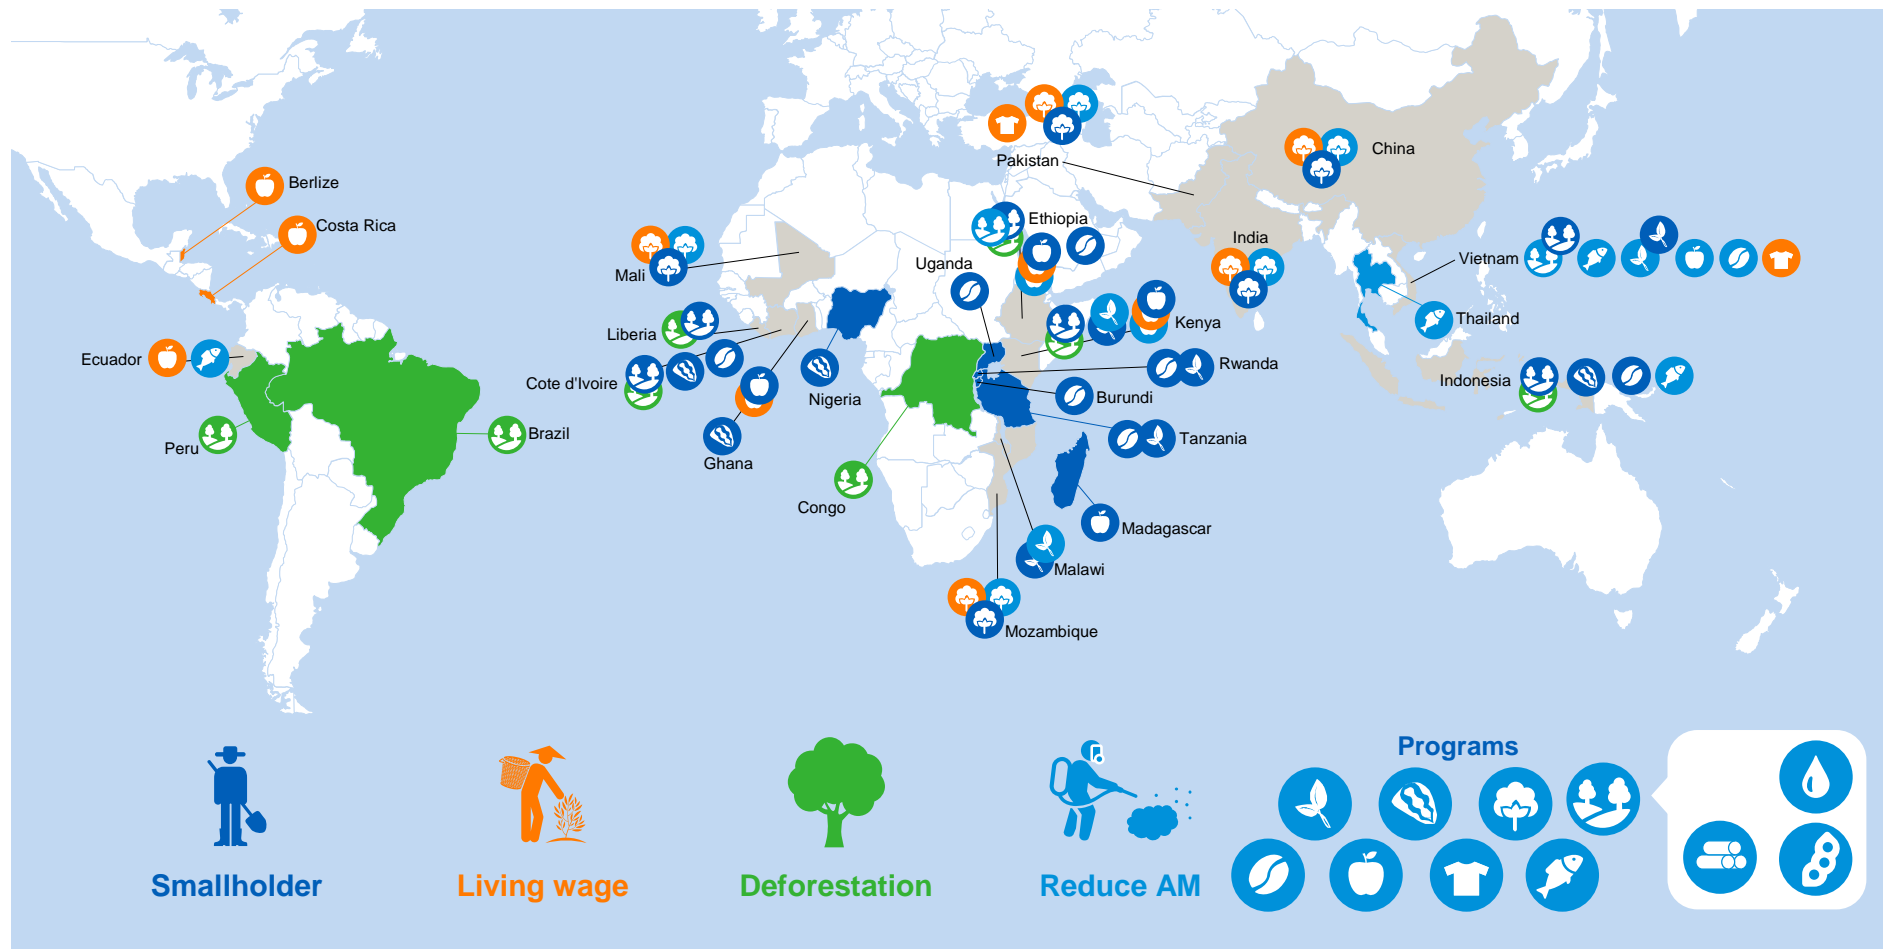 Pakistan
China
Berlize
Costa Rica
Ethiopia
India
Uganda
Mali
Vietnam
Liberia
Kenya
Thailand
Ecuador
Cote d'Ivoire
Nigeria
Rwanda
Burundi
Indonesia
Peru
Brazil
Ghana
Tanzania
Congo
Madagascar
Malawi
Mozambique
Programs
Smallholder
Living wage
Deforestation
Reduce AM